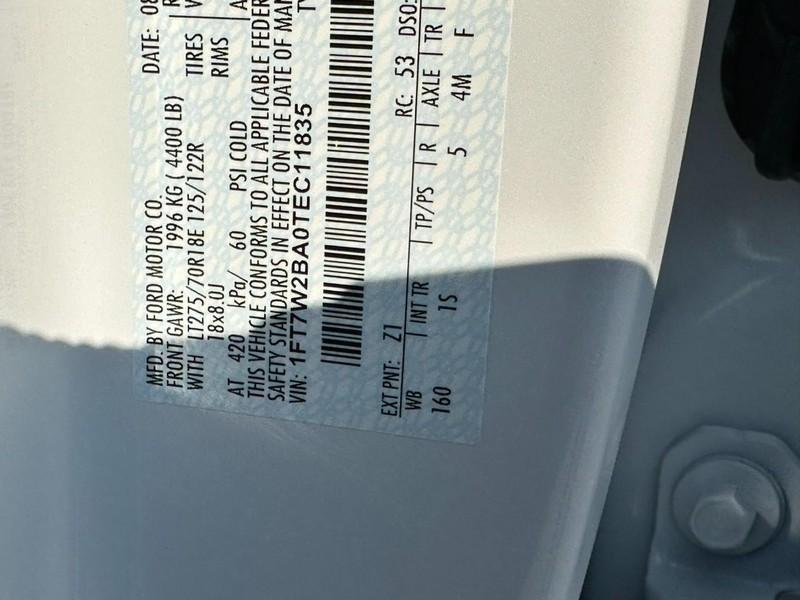 MFD. BY FORD MOTOR CO. DATE: 08
FRONT GAWR: 1996 KG ( 4400 LB)
WITH LT275/70R18E 125/122R TIRES
18x8.0J RIMS
AT 420 kPa/ 60 PSI COLD
THIS VEHICLE CONFORMS TO ALL APPLICABLE FEDER
SAFETY STANDARDS IN EFFECT ON THE DATE OF MAN
VIN: 1FT7W2BA0TEC11835
EXT PNT: Z1 RC: 53 DSO:
WB | INT TR | TP/PS | R | AXLE | TR |
160 1S 5 4M F